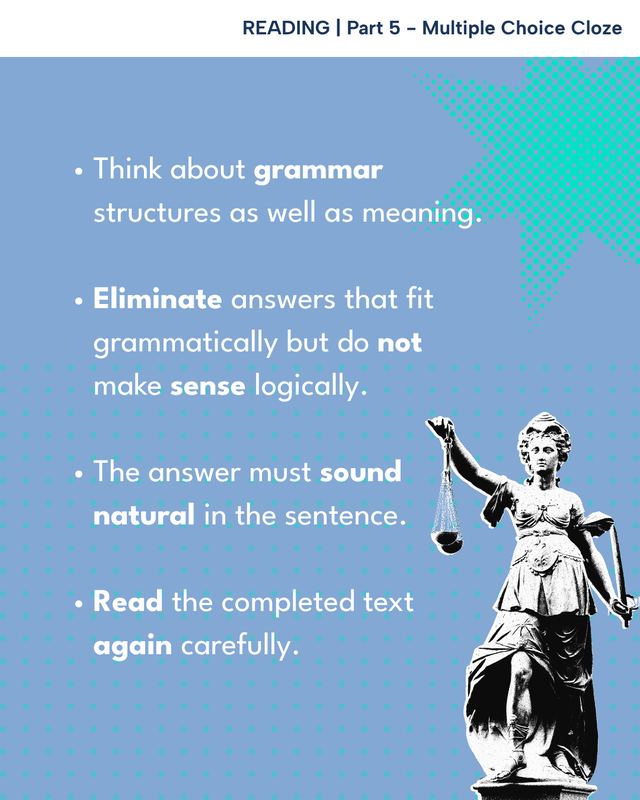 READING | Part 5 - Multiple Choice Cloze
• Think about grammar
structures as well as meaning.
• Eliminate answers that fit
grammatically but do not
make sense logically.
• The answer must sound
natural in the sentence.
• Read the completed text
again carefully.